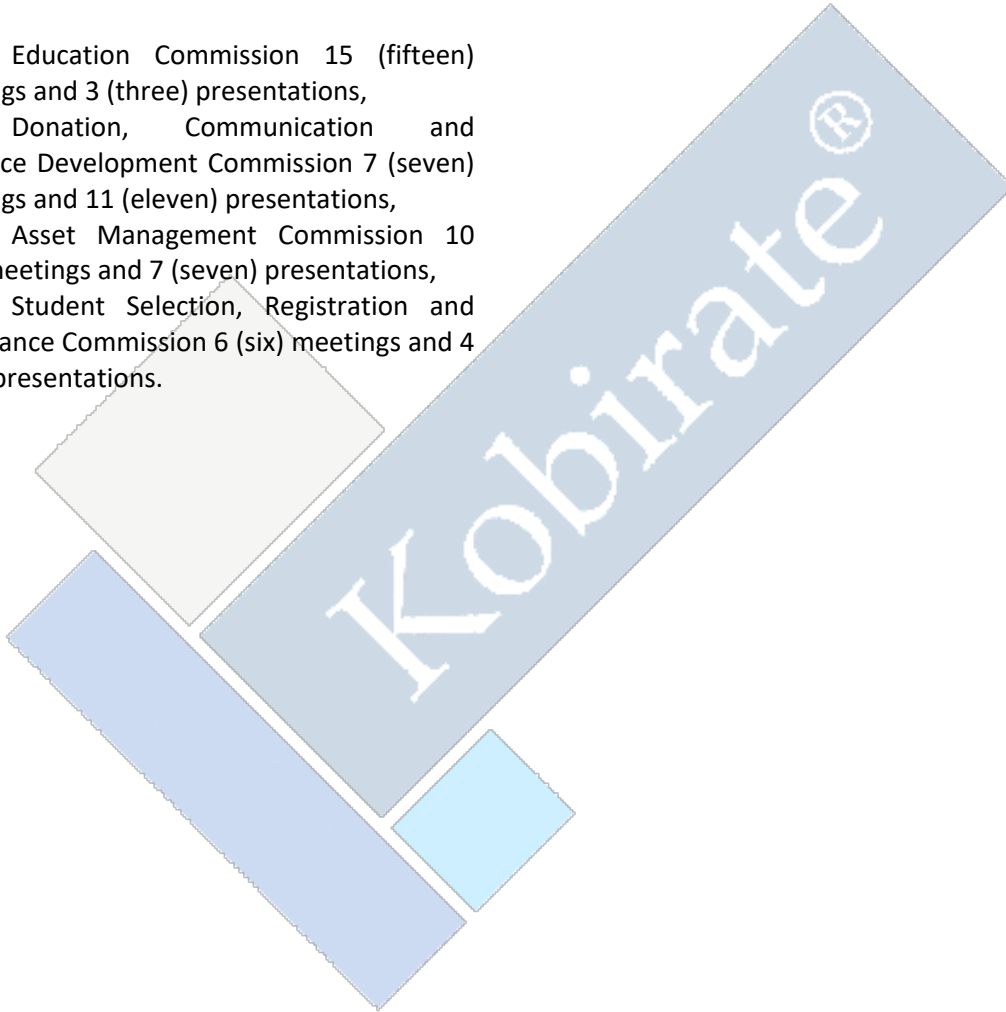 Education Commission 15 (fifteen)
gs and 3 (three) presentations,
Donation, Communication and
ce Development Commission 7 (seven)
gs and 11 (eleven) presentations,
Asset Management Commission 10
eetings and 7 (seven) presentations,
Student Selection, Registration and
ance Commission 6 (six) meetings and 4
presentations.
Kobirate®